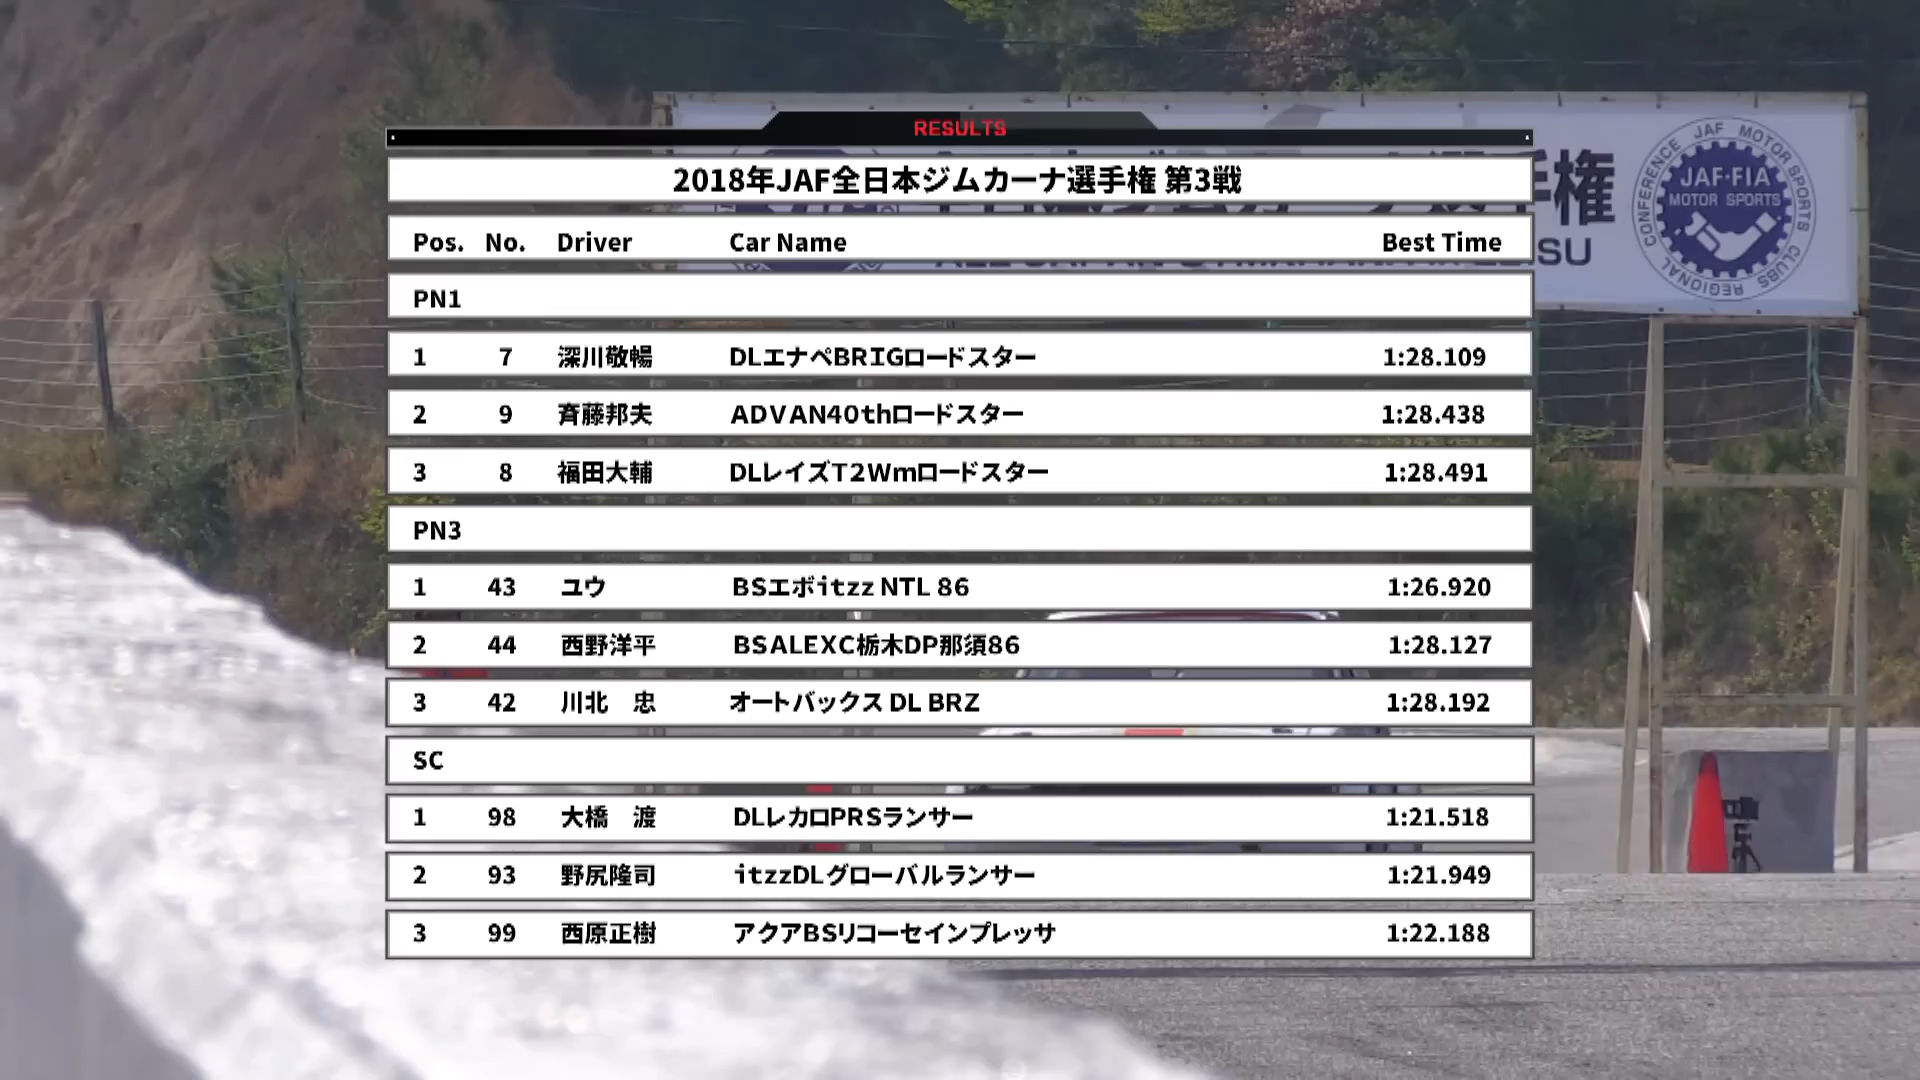 RESULTS
2018年JAF全日本ジムカーナ選手権 第3戦
Pos. No. Driver Car Name Best Time
PN1
1 7 深川敬暢 DLエナペBRIGロードスター 1:28.109
2 9 斉藤邦夫 ADVAN40thロードスター 1:28.438
3 8 福田大輔 DLレイズT2Wmロードスター 1:28.491
PN3
1 43 ユウ BSエボitzz NTL 86 1:26.920
2 44 西野洋平 BSALEXC栃木DP那須86 1:28.127
3 42 川北　忠 オートバックス DL BRZ 1:28.192
SC
1 98 大橋　渡 DLレカロPRSランサー 1:21.518
2 93 野尻隆司 itzzDLグローバルランサー 1:21.949
3 99 西原正樹 アクアBSリコーセインプレッサ 1:22.188
手権
SU
JAF MOTOR SPORTS
CONFERENCE
JAF·FIA
MOTOR SPORTS
REGIONAL CLUBS